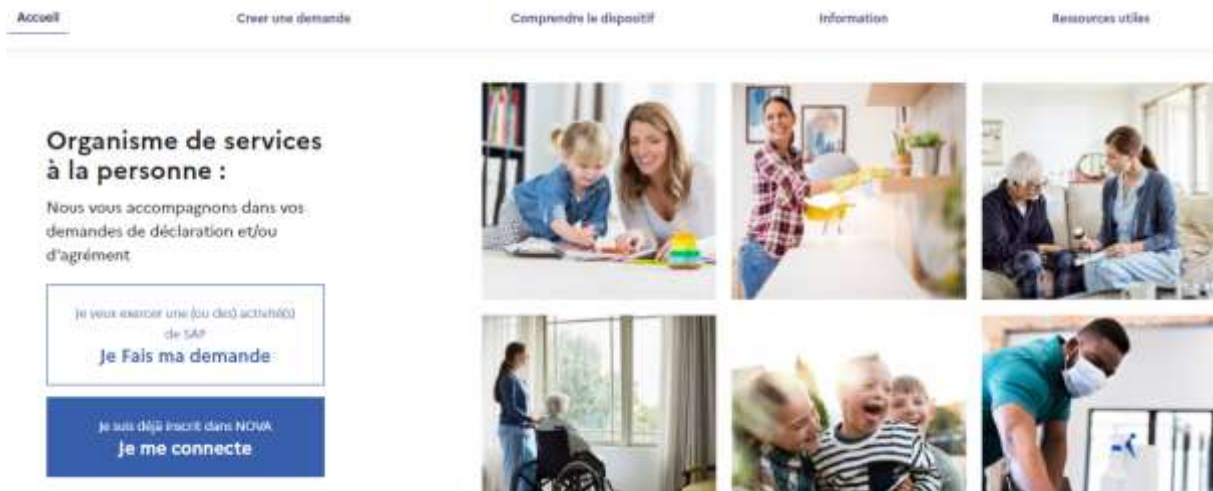 Accueil
Creer une demande
Comprendre le dispositif
Information
Ressources utiles
Organisme de services
à la personne :
Nous vous accompagnons dans vos
demandes de déclaration et/ou
d'agrément
Je veux exercer une (ou des) activité(s)
de SAP
Je Fais ma demande
Je suis déjà inscrit dans NOVA
Je me connecte